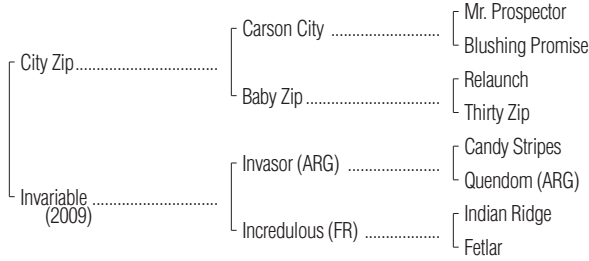 Mr. Prospector
Carson City
Blushing Promise
City Zip
Relaunch
Baby Zip
Thirty Zip
Candy Stripes
Invasor (ARG)
Quendom (ARG)
Invariable
(2009)
Indian Ridge
Incredulous (FR)
Fetlar